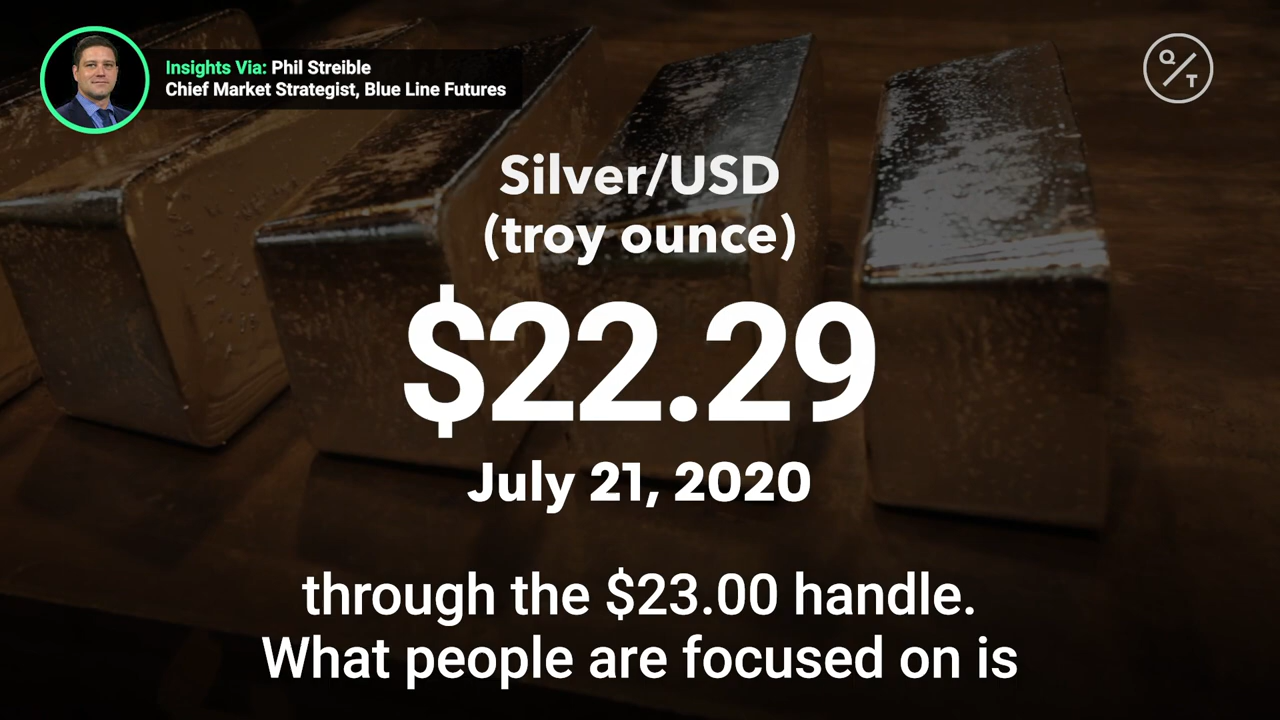 Insights Via: Phil Streible
Chief Market Strategist, Blue Line Futures
Q/T
Silver/USD
(troy ounce)
$22.29
July 21, 2020
through the $23.00 handle.
What people are focused on is